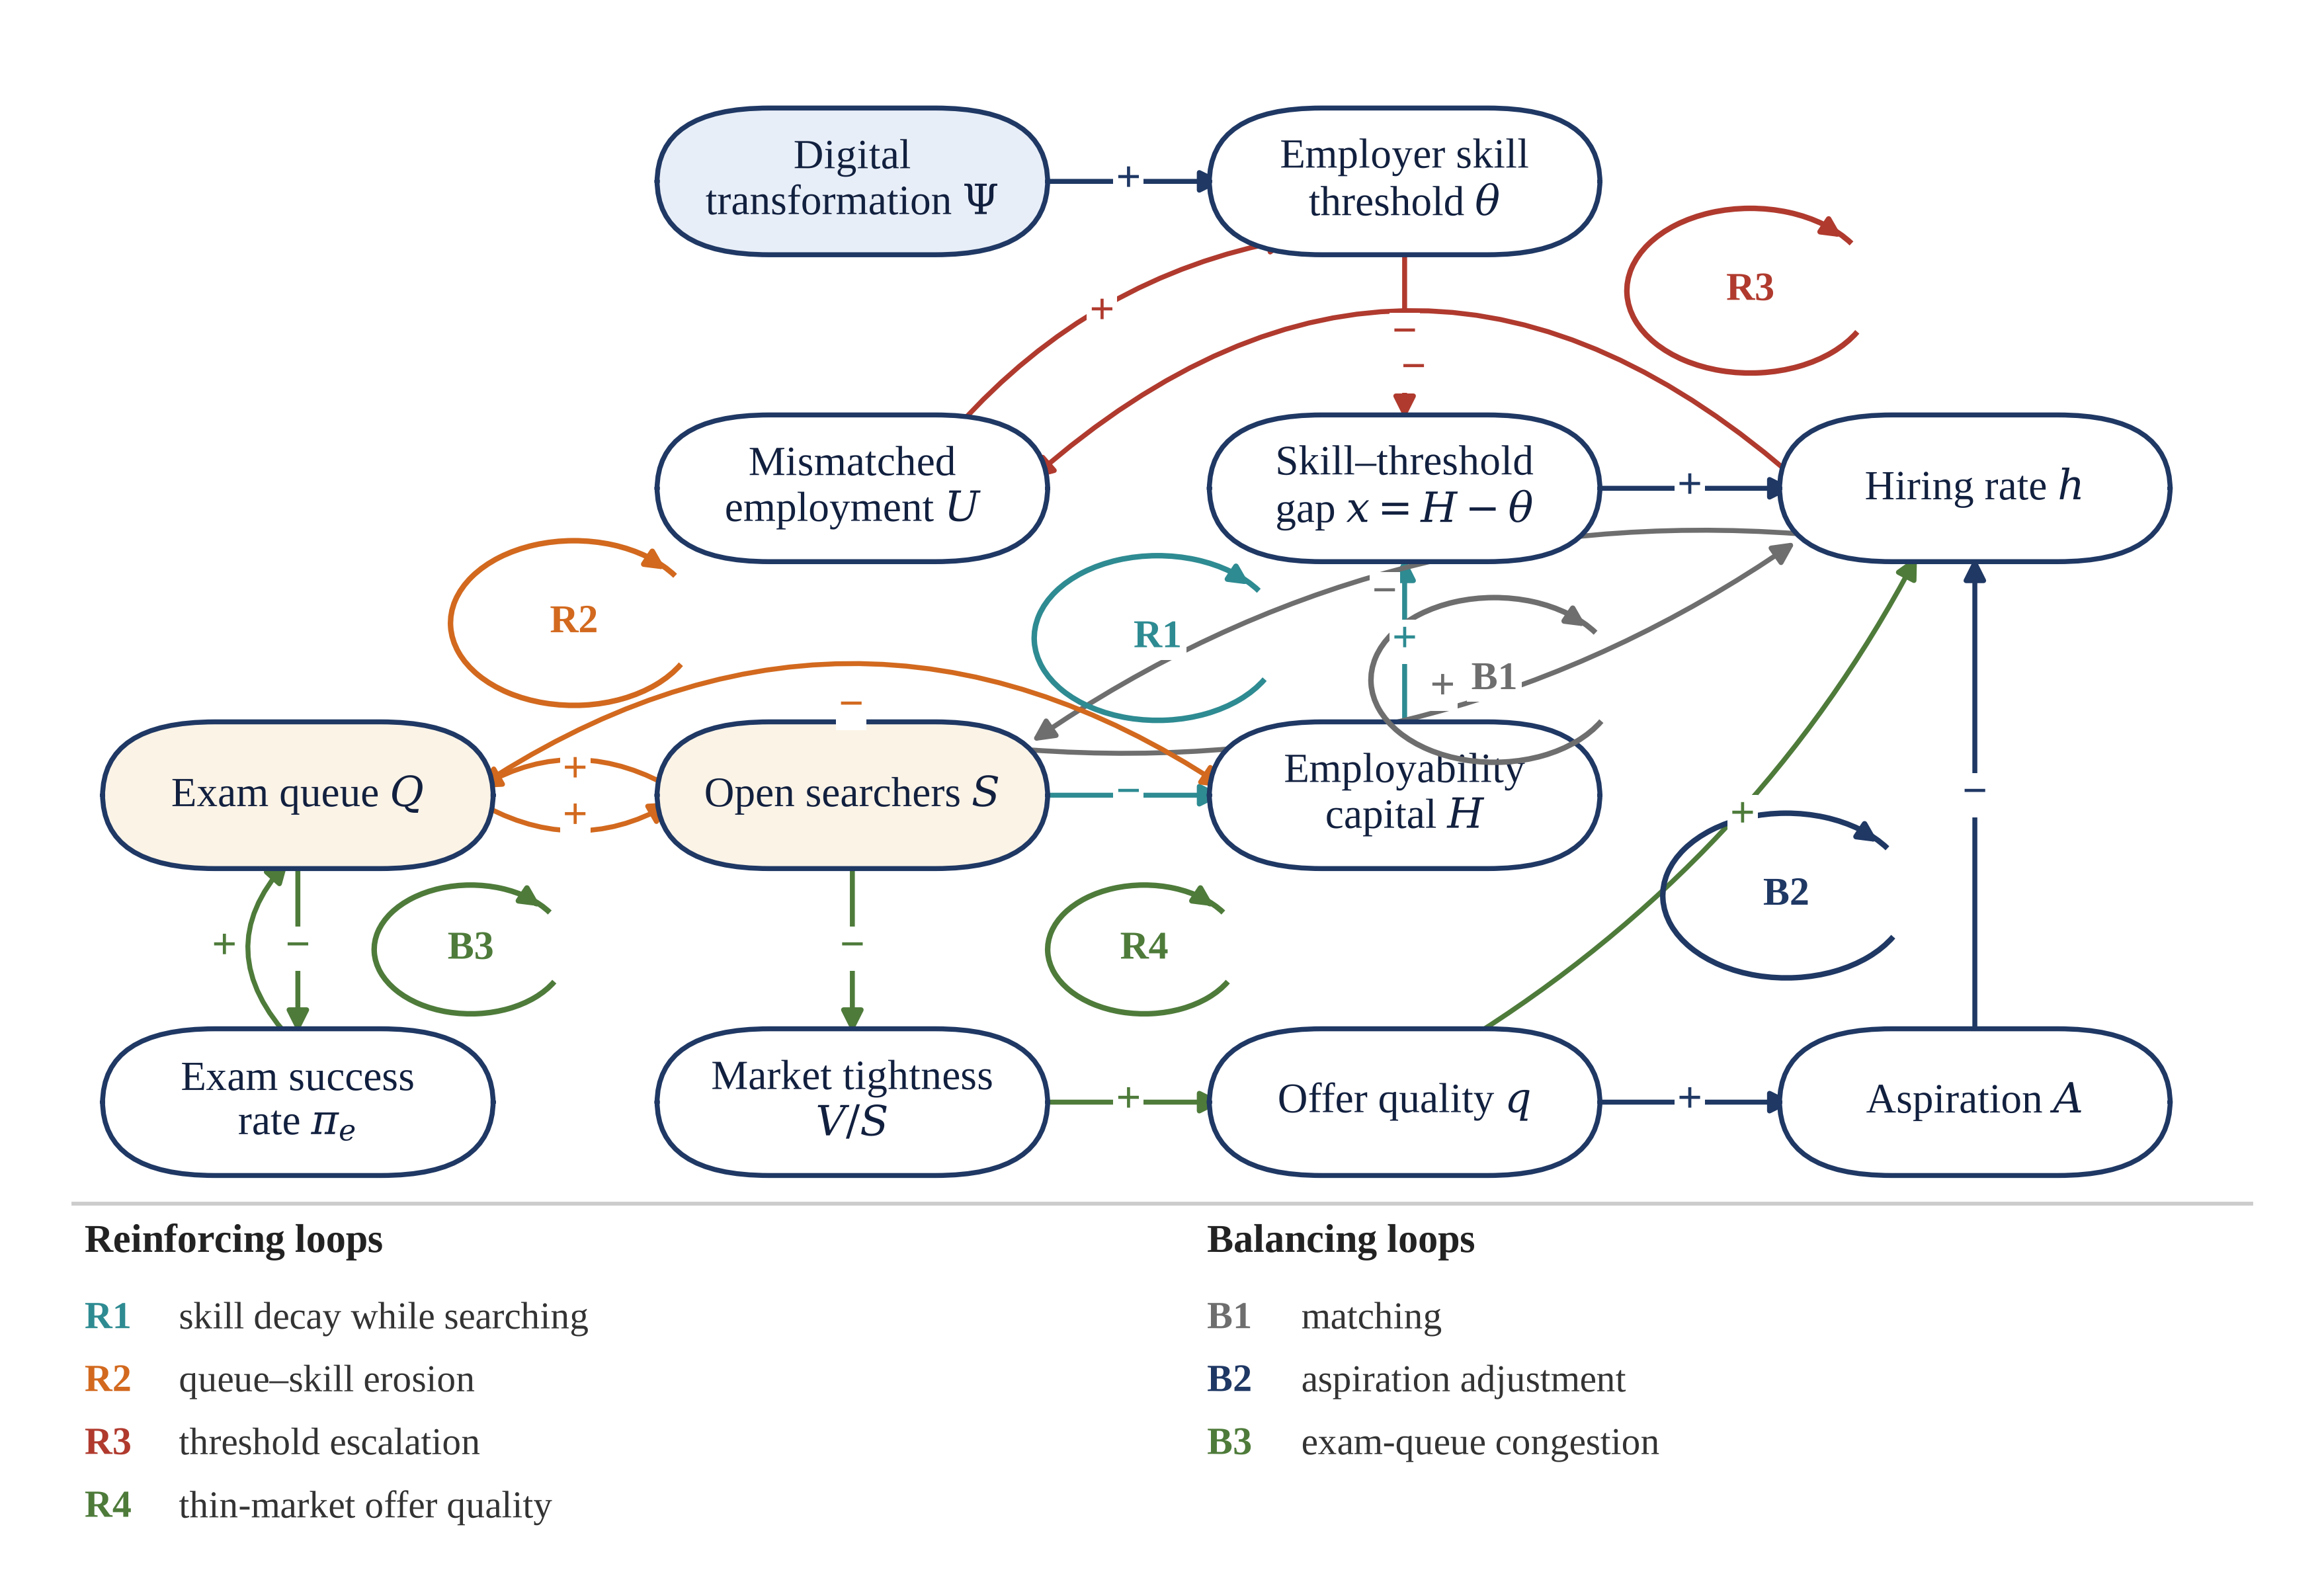 Digital
transformation Ψ
+
Employer skill
threshold θ
R3
+
−
−
Mismatched
employment U
Skill–threshold
gap x = H − θ
+
Hiring rate h
−
R2
R1
+
+
B1
−
Exam queue Q
+
+
Open searchers S
−
Employability
capital H
+
−
B2
+
−
B3
−
R4
Exam success
rate πe
Market tightness
V/S
+
Offer quality q
+
Aspiration A
Reinforcing loops
R1 skill decay while searching
R2 queue–skill erosion
R3 threshold escalation
R4 thin-market offer quality
Balancing loops
B1 matching
B2 aspiration adjustment
B3 exam-queue congestion